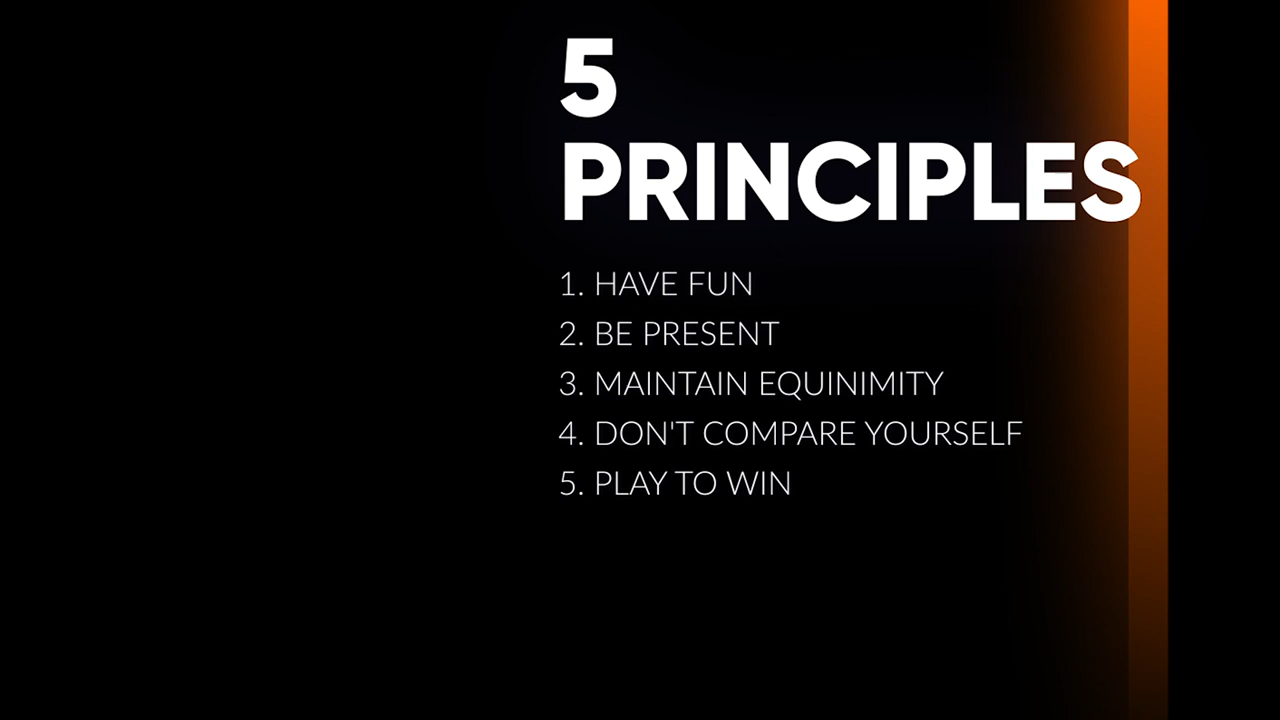 5
PRINCIPLES
1. HAVE FUN
2. BE PRESENT
3. MAINTAIN EQUINIMITY
4. DON'T COMPARE YOURSELF
5. PLAY TO WIN